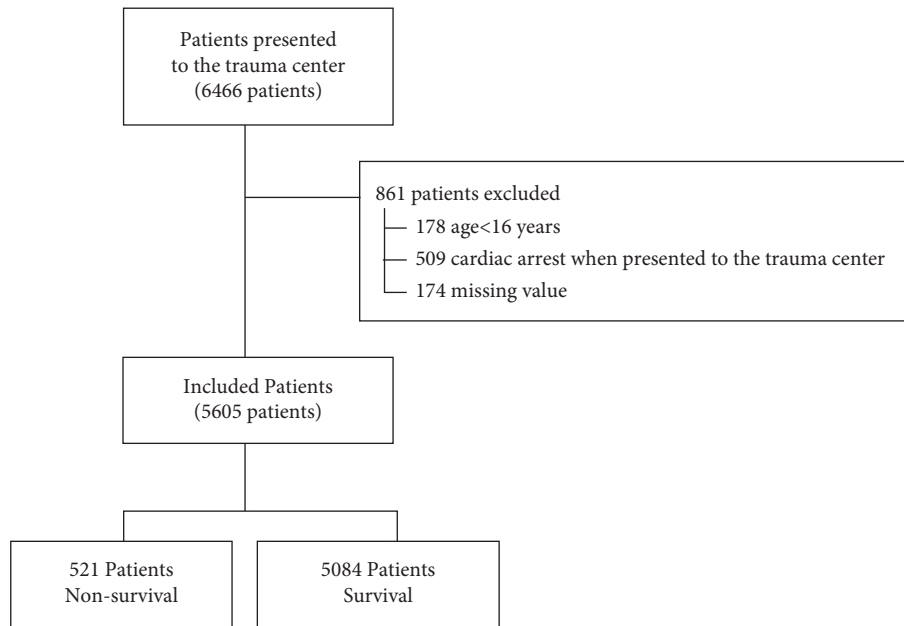 Patients presented
to the trauma center
(6466 patients)
861 patients excluded
178 age<16 years
509 cardiac arrest when presented to the trauma center
174 missing value
Included Patients
(5605 patients)
521 Patients
Non-survival
5084 Patients
Survival